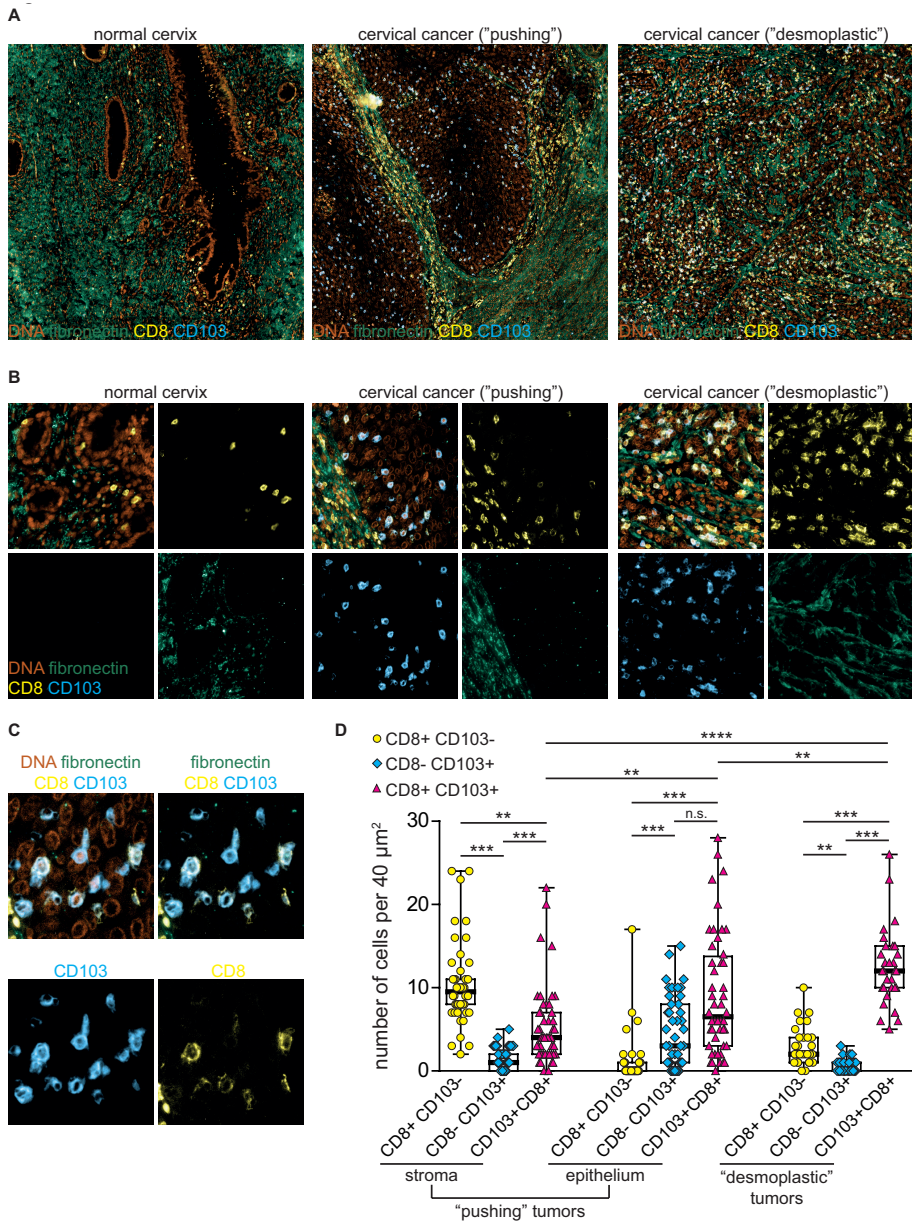 A
normal cervix
cervical cancer ("pushing")
cervical cancer ("desmoplastic")
DNA fibronectin CD8 CD103
DNA fibronectin CD8 CD103
DNA fibronectin CD8 CD103
B
normal cervix
cervical cancer ("pushing")
cervical cancer ("desmoplastic")
DNA fibronectin
CD8 CD103
C
DNA fibronectin
CD8 CD103
fibronectin
CD8 CD103
CD103
CD8
D
CD8+ CD103-
CD8- CD103+
CD8+ CD103+
****
**
**
***
**
n.s.
***
***
***
***
**
***
number of cells per 40 µm²
30
20
10
0
CD8+ CD103-
CD8- CD103+
CD103+CD8+
CD8+ CD103-
CD8- CD103+
CD103+CD8+
CD8+ CD103-
CD8- CD103+
CD103+CD8+
stroma
epithelium
"desmoplastic"
tumors
"pushing" tumors